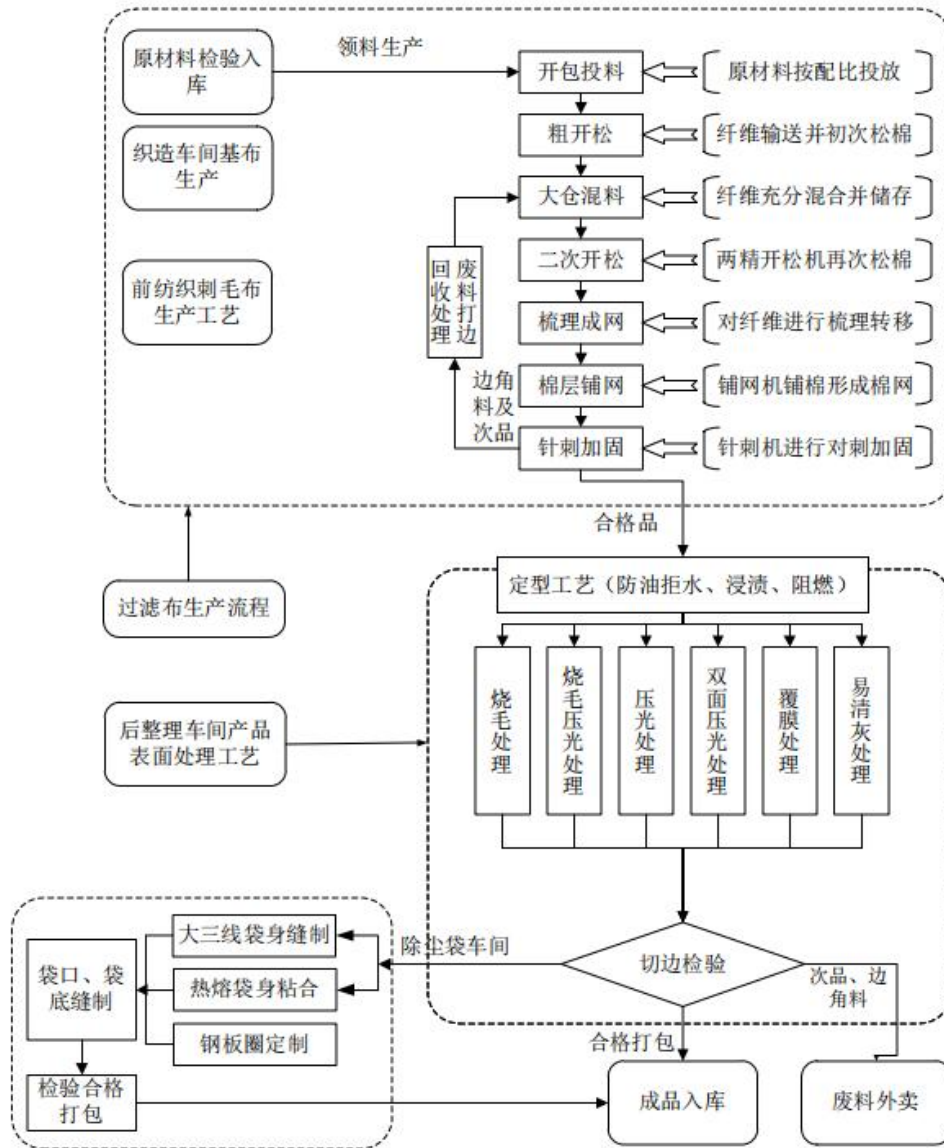 原材料检验入
库
领料生产
开包投料
原材料按配比投放
织造车间基布
生产
粗开松
纤维输送并初次松棉
大仓混料
纤维充分混合并储存
前纺织刺毛布
生产工艺
废料打边
回收处理
二次开松
两精开松机再次松棉
梳理成网
对纤维进行梳理转移
边角
料及
次品
棉层铺网
铺网机铺棉形成棉网
针刺加固
针刺机进行对刺加固
合格品
过滤布生产流程
定型工艺（防油拒水、浸渍、阻燃）
烧毛处理
烧毛压光处理
压光处理
双面压光处理
覆膜处理
易清灰处理
后整理车间产品
表面处理工艺
大三线袋身缝制
除尘袋车间
切边检验
次品、边
角料
袋口、袋
底缝制
热熔袋身粘合
钢板圈定制
合格打包
检验合格
打包
成品入库
废料外卖